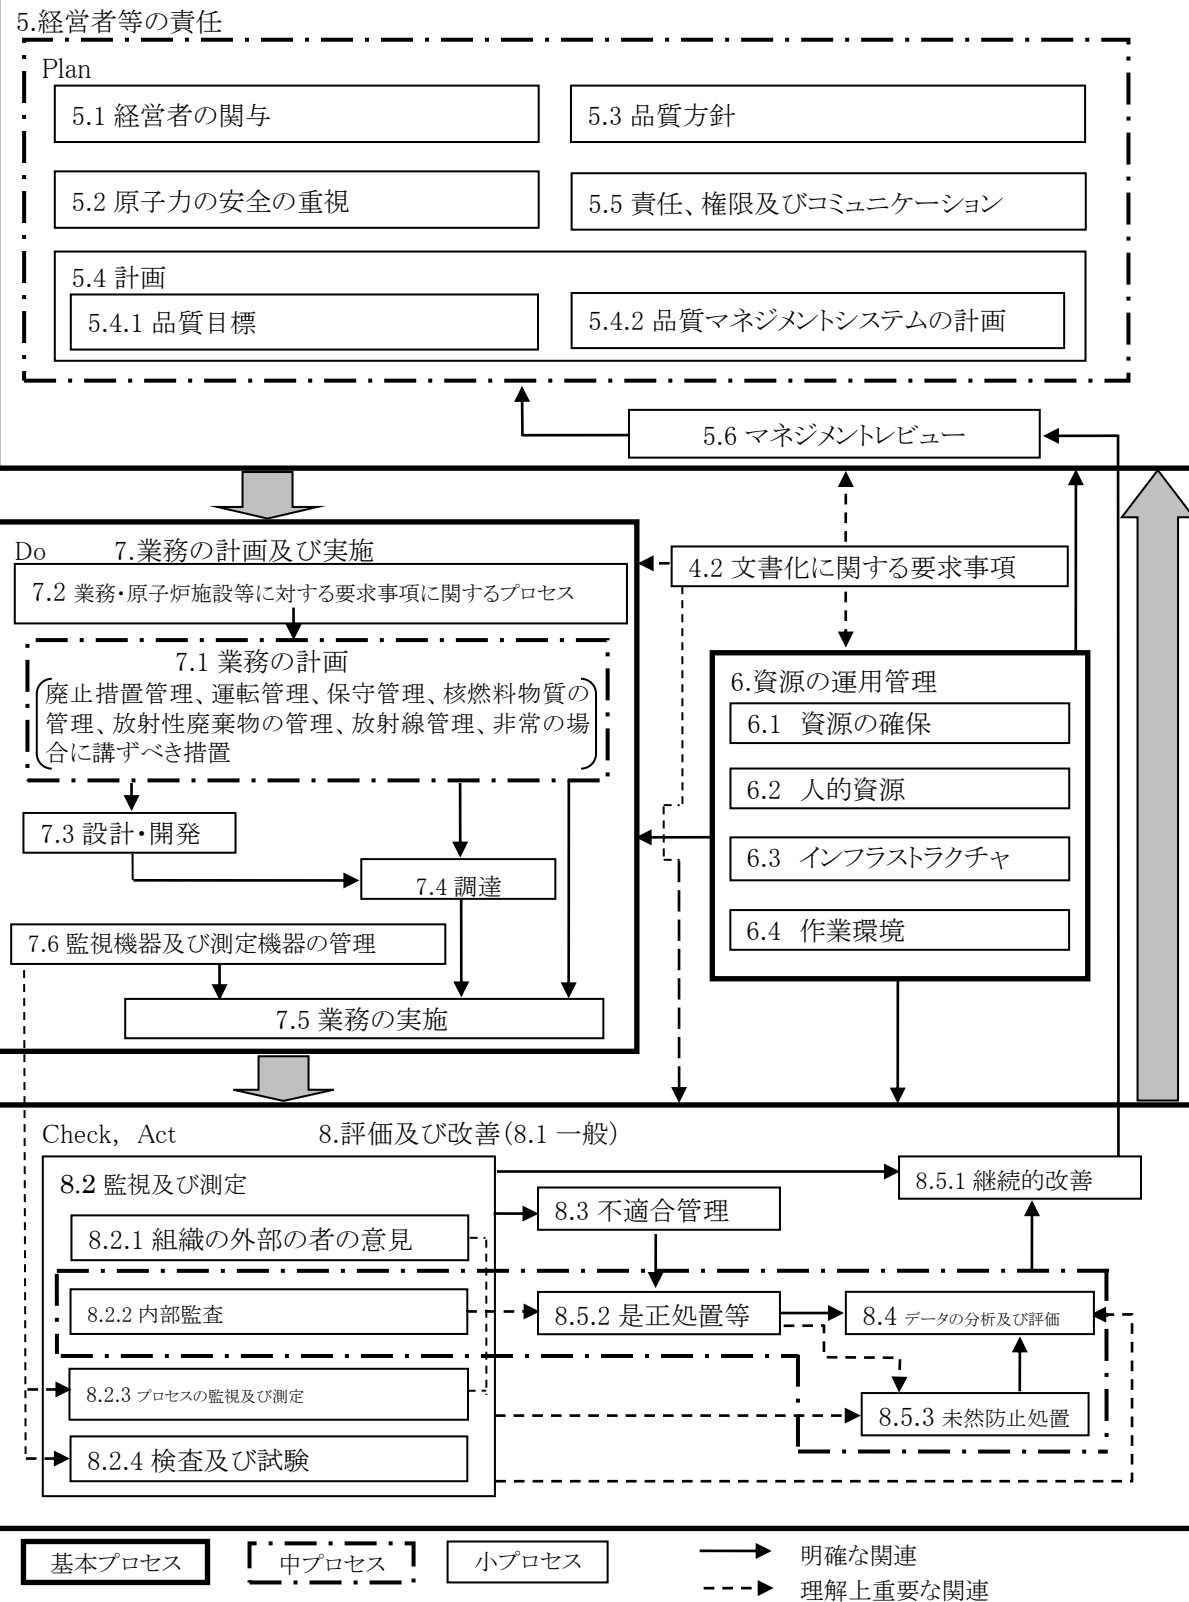 5.経営者等の責任
Plan
5.1 経営者の関与
5.3 品質方針
5.2 原子力の安全の重視
5.5 責任、権限及びコミュニケーション
5.4 計画
5.4.1 品質目標
5.4.2 品質マネジメントシステムの計画
5.6 マネジメントレビュー
Do 7.業務の計画及び実施
4.2 文書化に関する要求事項
7.2 業務・原子炉施設等に対する要求事項に関するプロセス
7.1 業務の計画
廃止措置管理、運転管理、保守管理、核燃料物質の
管理、放射性廃棄物の管理、放射線管理、非常の場
合に講ずべき措置
6.資源の運用管理
6.1 資源の確保
6.2 人的資源
6.3 インフラストラクチャ
6.4 作業環境
7.3 設計・開発
7.4 調達
7.6 監視機器及び測定機器の管理
7.5 業務の実施
Check, Act 8.評価及び改善(8.1 一般)
8.2 監視及び測定
8.5.1 継続的改善
8.3 不適合管理
8.2.1 組織の外部の者の意見
8.2.2 内部監査
8.5.2 是正処置等
8.4 データの分析及び評価
8.2.3 プロセスの監視及び測定
8.5.3 未然防止処置
8.2.4 検査及び試験
基本プロセス
中プロセス
小プロセス
明確な関連
理解上重要な関連